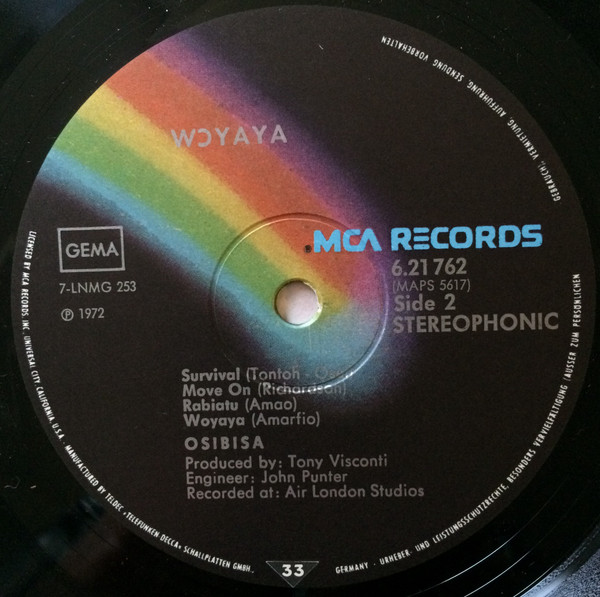 WOYAYA
MCA RECORDS
GEMA
7-LNMG 253
℗ 1972
6.21 762
(MAPS 5617)
Side 2
STEREOPHONIC
Survival (Tontoh - Osei)
Move On (Richardson)
Rabiatu (Amao)
Woyaya (Amarfio)
OSIBISA
Produced by: Tony Visconti
Engineer: John Punter
Recorded at: Air London Studios
33
LICENSED BY MCA RECORDS, INC. UNIVERSAL CITY, CALIFORNIA, U.S.A. · MANUFACTURED BY TELDEC »TELEFUNKEN-DECCA« SCHALLPLATTEN GMBH.
GERMANY · URHEBER- UND LEISTUNGSSCHUTZRECHTE, BESONDERS VERVIELFÄLTIGUNG (AUSSER ZUM PERSÖNLICHEN
GEBRAUCH), VERMIETUNG, AUFFÜHRUNG, SENDUNG VORBEHALTEN